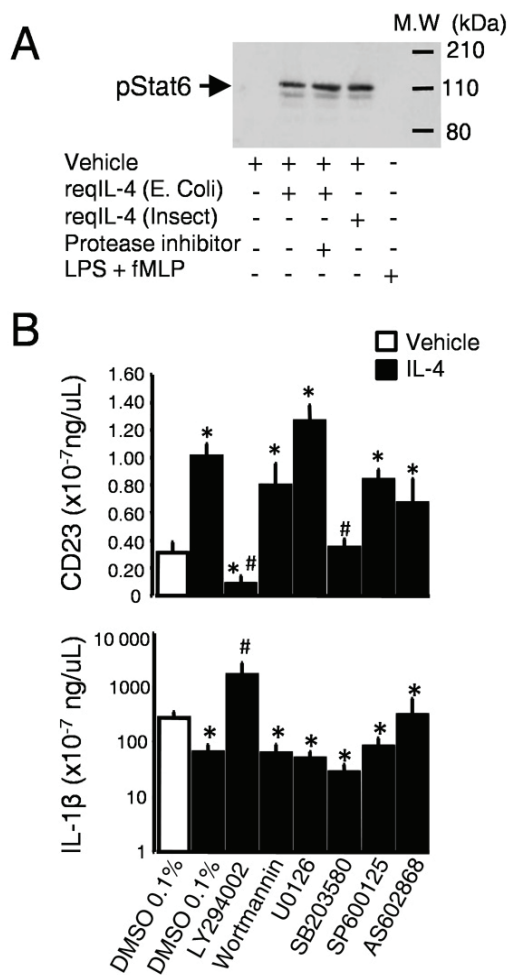 A
M.W (kDa)
210
pStat6
110
80
Vehicle + + + + -
reqIL-4 (E. Coli) - + + - -
reqIL-4 (Insect) - - - + -
Protease inhibitor - - + - -
LPS + fMLP - - - - +
B
Vehicle
IL-4
CD23 (x10-7ng/uL)
1.60
1.40
1.20
1.00
0.80
0.60
0.40
0.20
0
* * # * * # * *
IL-1β (x10-7 ng/uL)
10 000
1000
100
10
1
* # * * * * *
DMSO 0.1%
DMSO 0.1%
LY294002
Wortmannin
U0126
SB203580
SP600125
AS602868